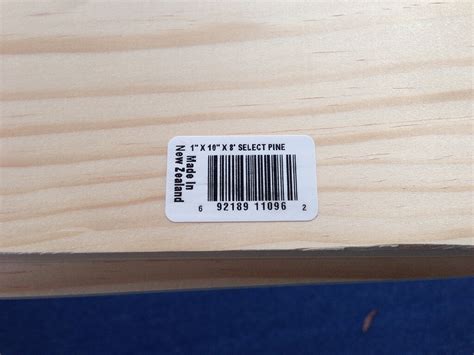 1" X 10" X 8' SELECT PINE
Made In
New Zealand
6 92189 11096 2